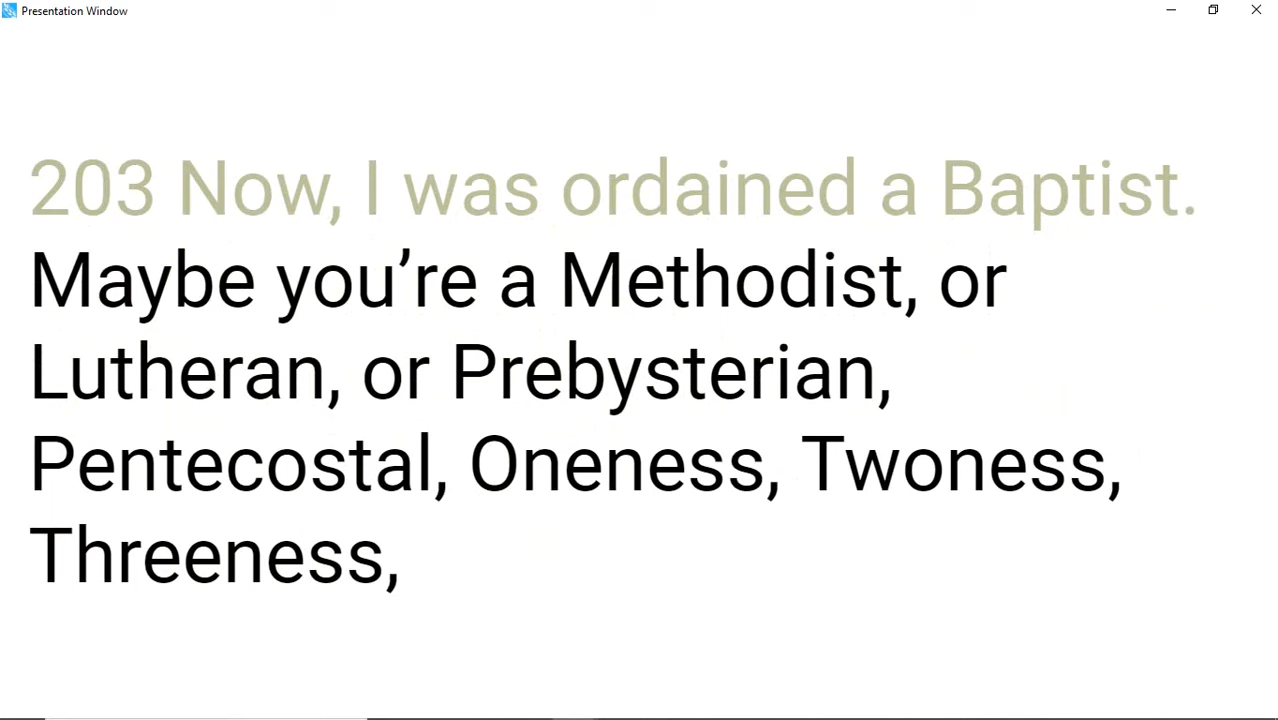 Presentation Window
203 Now, I was ordained a Baptist.
Maybe you’re a Methodist, or
Lutheran, or Prebysterian,
Pentecostal, Oneness, Twoness,
Threeness,